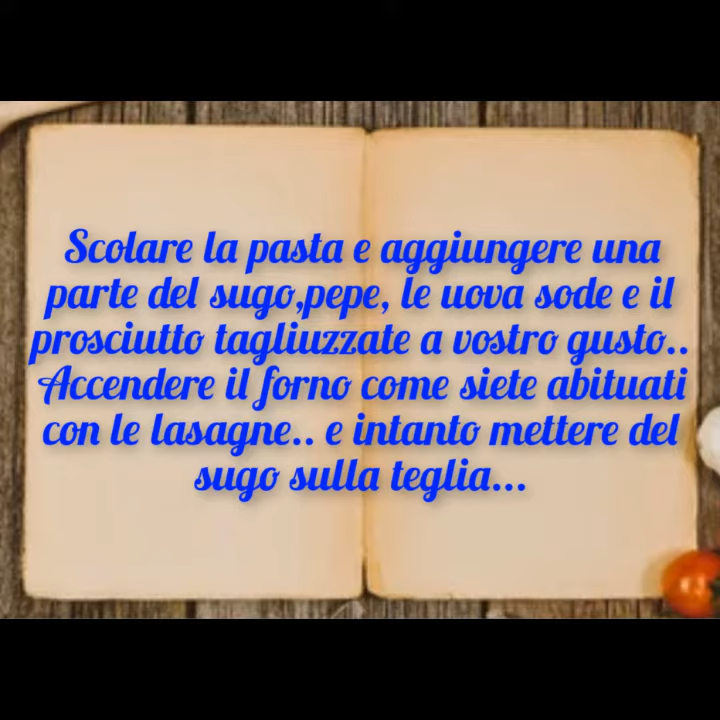 Scolare la pasta e aggiungere una
parte del sugo,pepe, le uova sode e il
prosciutto tagliuzzate a vostro gusto..
Accendere il forno come siete abituati
con le lasagne.. e intanto mettere del
sugo sulla teglia...